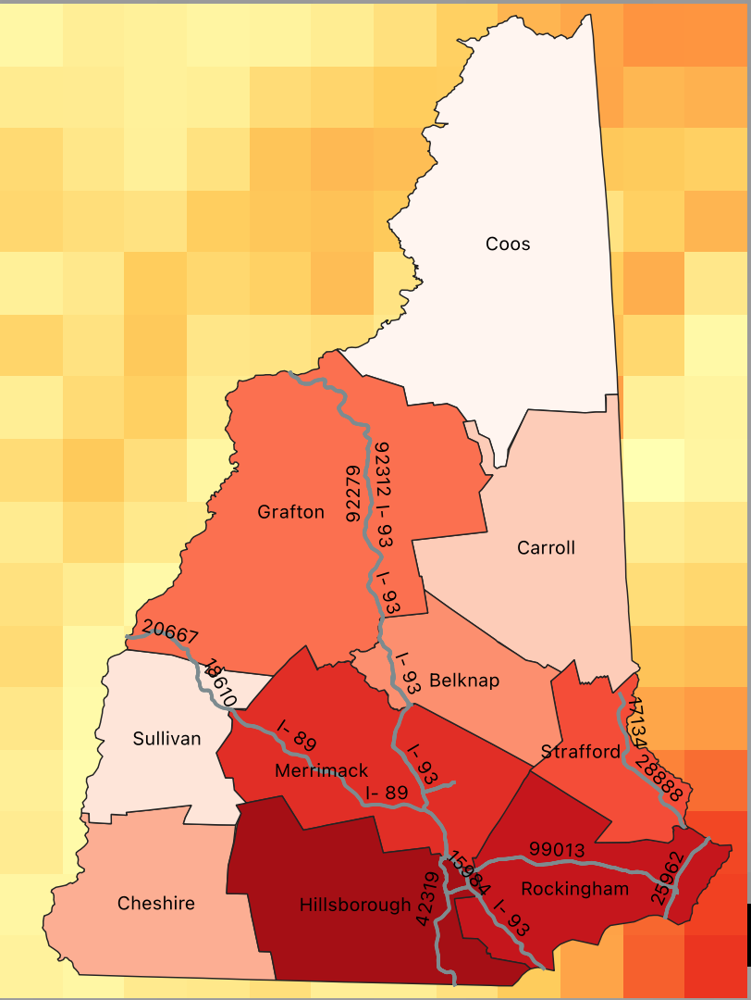 Coos
92312
I- 93
92279
Grafton
Carroll
I- 93
20667
I- 93
Belknap
17134
Sullivan
I- 89
I- 93
Strafford
Merrimack
28888
I- 89
99013
15984
25962
Rockingham
42319
Cheshire
Hillsborough
I- 93